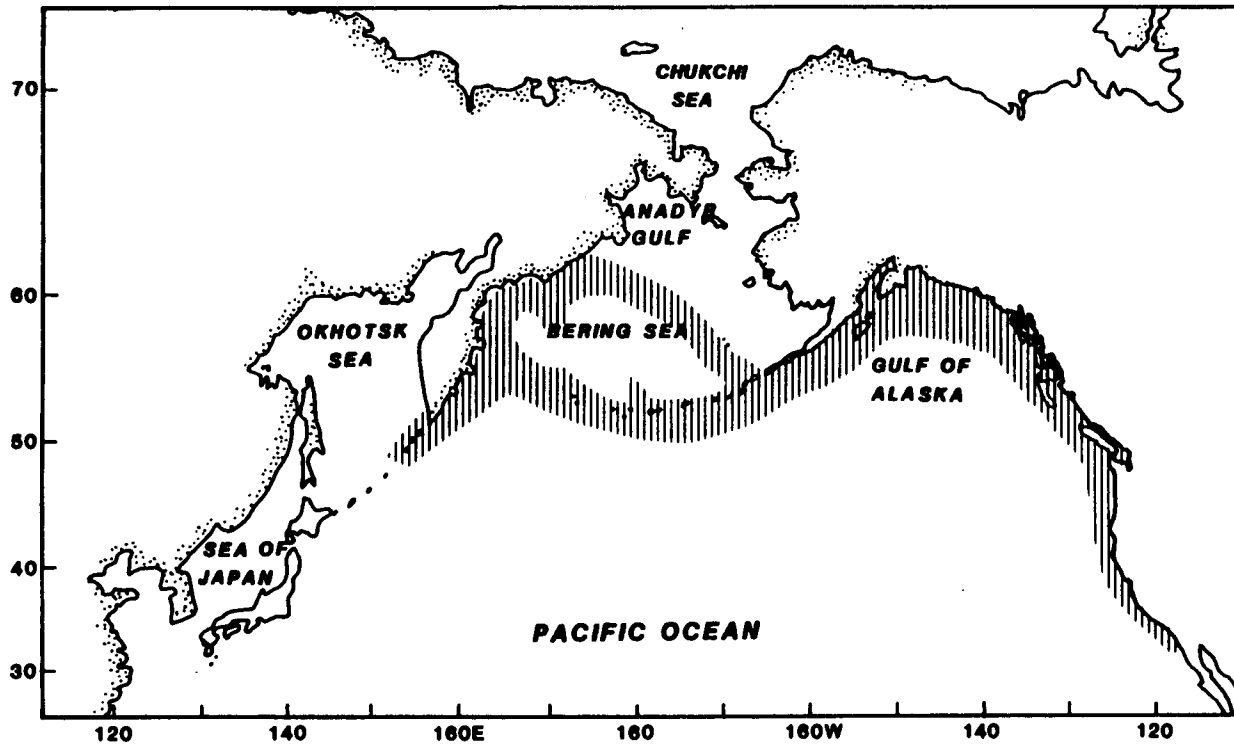 70
CHUKCHI
SEA
ANADYR
GULF
60
OKHOTSK
SEA
BERING SEA
GULF OF
ALASKA
50
SEA OF
JAPAN
40
PACIFIC OCEAN
30
120 140 160E 160 160W 140 120